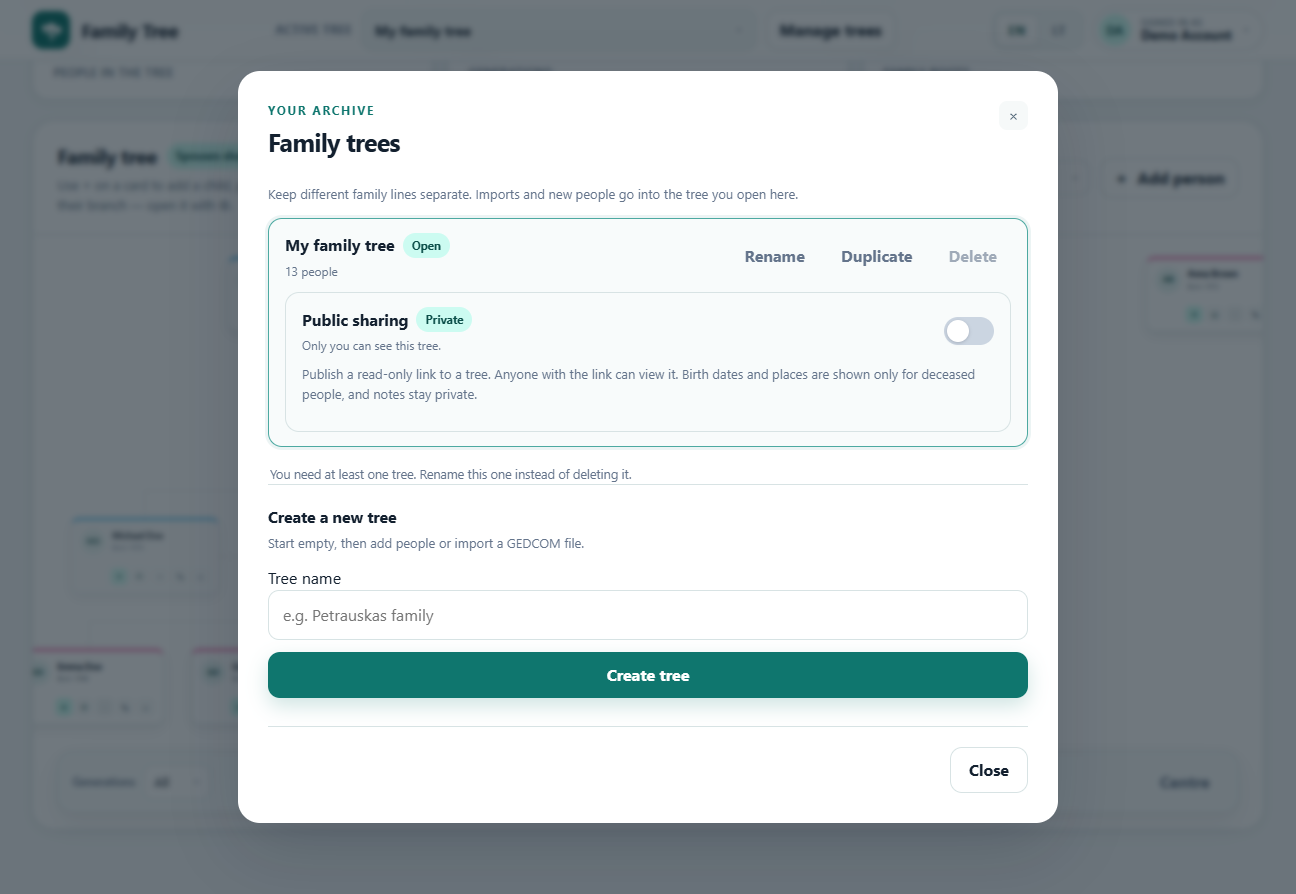 Family Tree
ACTIVE TREE
My family tree
Manage trees
EN
LT
Demo Account
PEOPLE IN THE TREE
Family tree
Add person
YOUR ARCHIVE
Family trees
×
Keep different family lines separate. Imports and new people go into the tree you open here.
My family tree
Open
13 people
Rename
Duplicate
Delete
Public sharing
Private
Only you can see this tree.
Publish a read-only link to a tree. Anyone with the link can view it. Birth dates and places are shown only for deceased
people, and notes stay private.
You need at least one tree. Rename this one instead of deleting it.
Create a new tree
Start empty, then add people or import a GEDCOM file.
Tree name
e.g. Petrauskas family
Create tree
Close
Generations
All
Centre